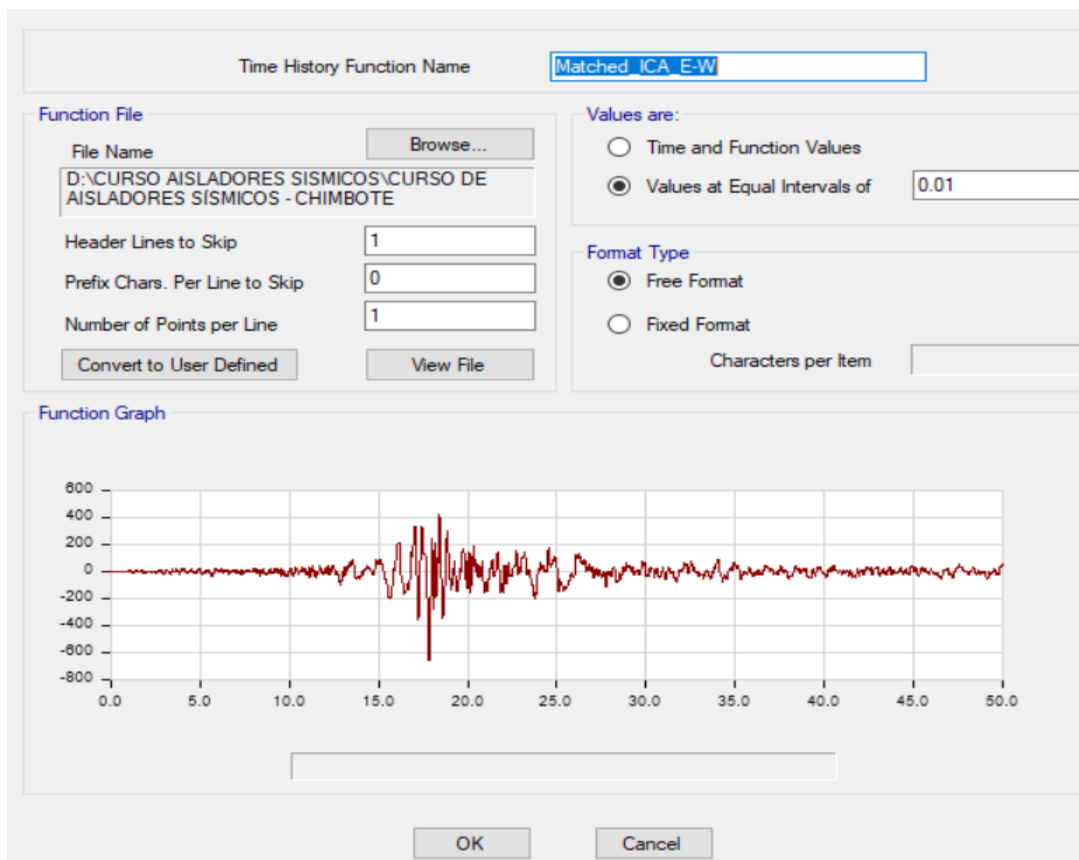 Time History Function Name
Matched_ICA_E-W
Function File
File Name
Browse...
D:\CURSO AISLADORES SISMICOS\CURSO DE
AISLADORES SÍSMICOS - CHIMBOTE
Header Lines to Skip
1
Prefix Chars. Per Line to Skip
0
Number of Points per Line
1
Convert to User Defined
View File
Values are:
Time and Function Values
Values at Equal Intervals of
0.01
Format Type
Free Format
Fixed Format
Characters per Item
Function Graph
600
400
200
0
-200
-400
-600
-800
0.0 5.0 10.0 15.0 20.0 25.0 30.0 35.0 40.0 45.0 50.0
OK
Cancel